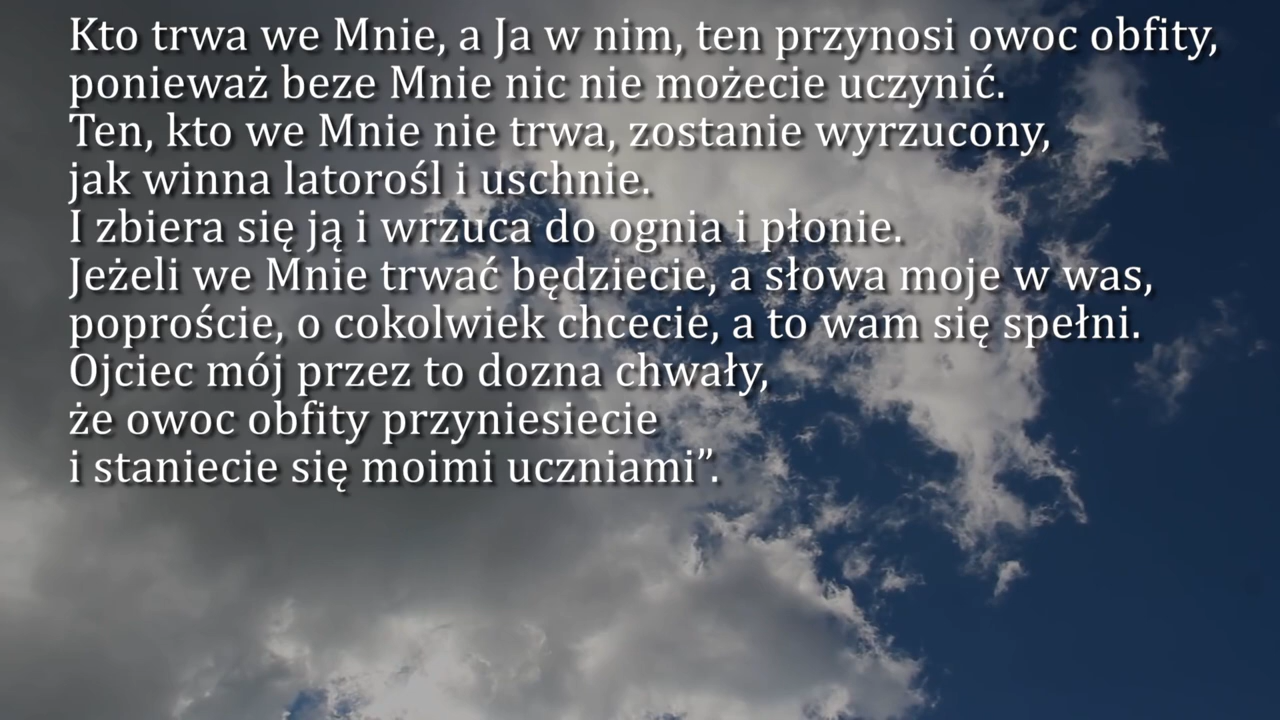 Kto trwa we Mnie, a Ja w nim, ten przynosi owoc obfity,
ponieważ beze Mnie nic nie możecie uczynić.
Ten, kto we Mnie nie trwa, zostanie wyrzucony,
jak winna latorośl i uschnie.
I zbiera się ją i wrzuca do ognia i płonie.
Jeżeli we Mnie trwać będziecie, a słowa moje w was,
poproście, o cokolwiek chcecie, a to wam się spełni.
Ojciec mój przez to dozna chwały,
że owoc obfity przyniesiecie
i staniecie się moimi uczniami”.